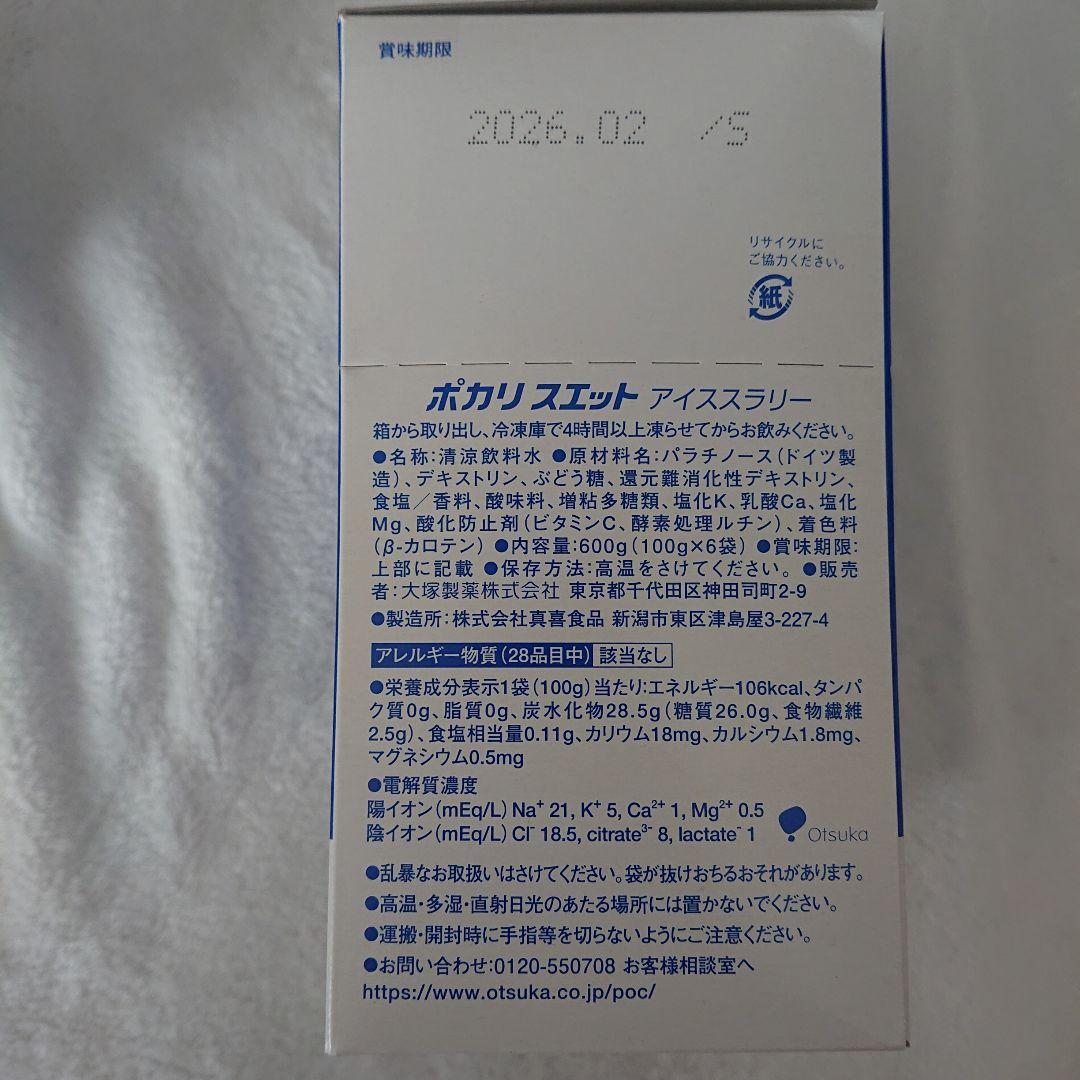 賞味期限
2026.02 /S
リサイクルに
ご協力ください。
紙
ポカリスエット アイススラリー
箱から取り出し、冷凍庫で4時間以上凍らせてからお飲みください。
●名称:清涼飲料水 ●原材料名:パラチノース(ドイツ製
造)、デキストリン、ぶどう糖、還元難消化性デキストリン、
食塩/香料、酸味料、増粘多糖類、塩化K、乳酸Ca、塩化
Mg、酸化防止剤(ビタミンC、酵素処理ルチン)、着色料
(β-カロテン) ●内容量:600g(100g×6袋) ●賞味期限:
上部に記載 ●保存方法:高温をさけてください。 ●販売
者:大塚製薬株式会社 東京都千代田区神田司町2-9
●製造所:株式会社真喜食品 新潟市東区津島屋3-227-4
アレルギー物質(28品目中) 該当なし
●栄養成分表示1袋(100g)当たり:エネルギー106kcal、タンパ
ク質0g、脂質0g、炭水化物28.5g(糖質26.0g、食物繊維
2.5g)、食塩相当量0.11g、カリウム18mg、カルシウム1.8mg、
マグネシウム0.5mg
●電解質濃度
陽イオン(mEq/L) Na⁺ 21, K⁺ 5, Ca²⁺ 1, Mg²⁺ 0.5
陰イオン(mEq/L) Cl⁻ 18.5, citrate³⁻ 8, lactate⁻ 1
Otsuka
●乱暴なお取扱いはさけてください。袋が抜けおちるおそれがあります。
●高温・多湿・直射日光のあたる場所には置かないでください。
●運搬・開封時に手指等を切らないようにご注意ください。
●お問い合わせ:0120-550708 お客様相談室へ
https://www.otsuka.co.jp/poc/